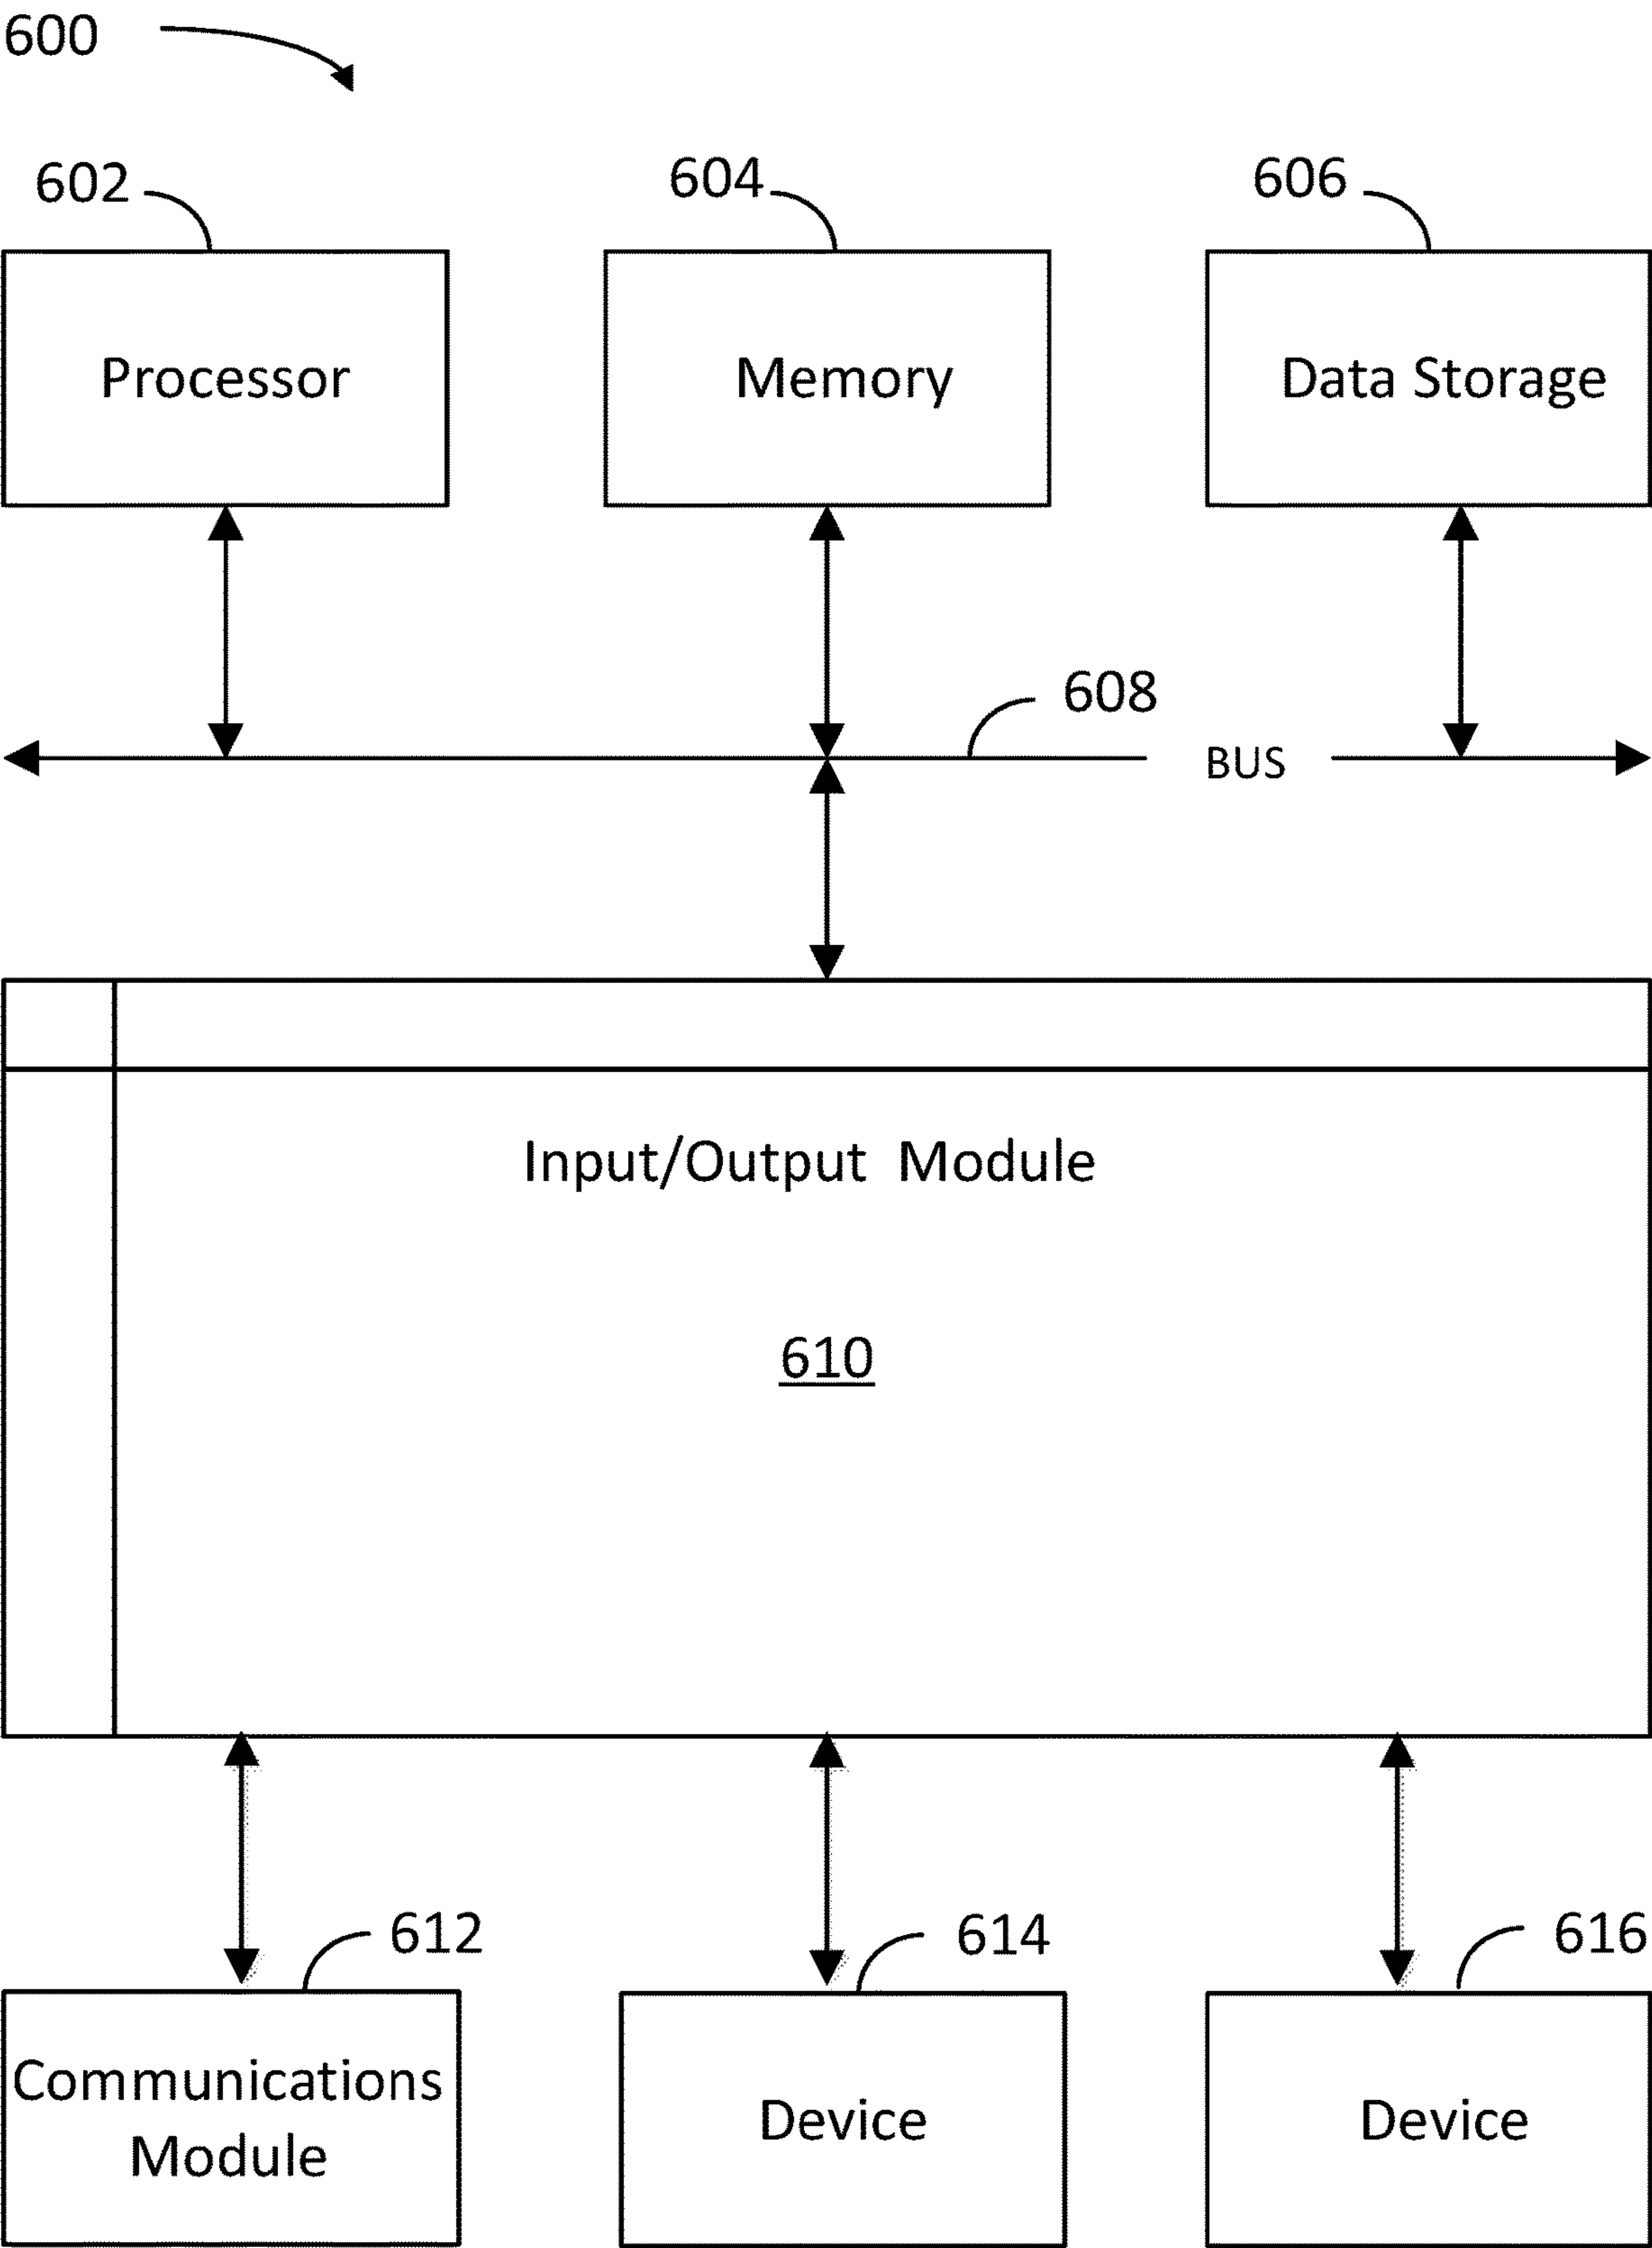 600
602
604
606
Processor
Memory
Data Storage
608
BUS
Input/Output Module
610
612
614
616
Communications
Module
Device
Device